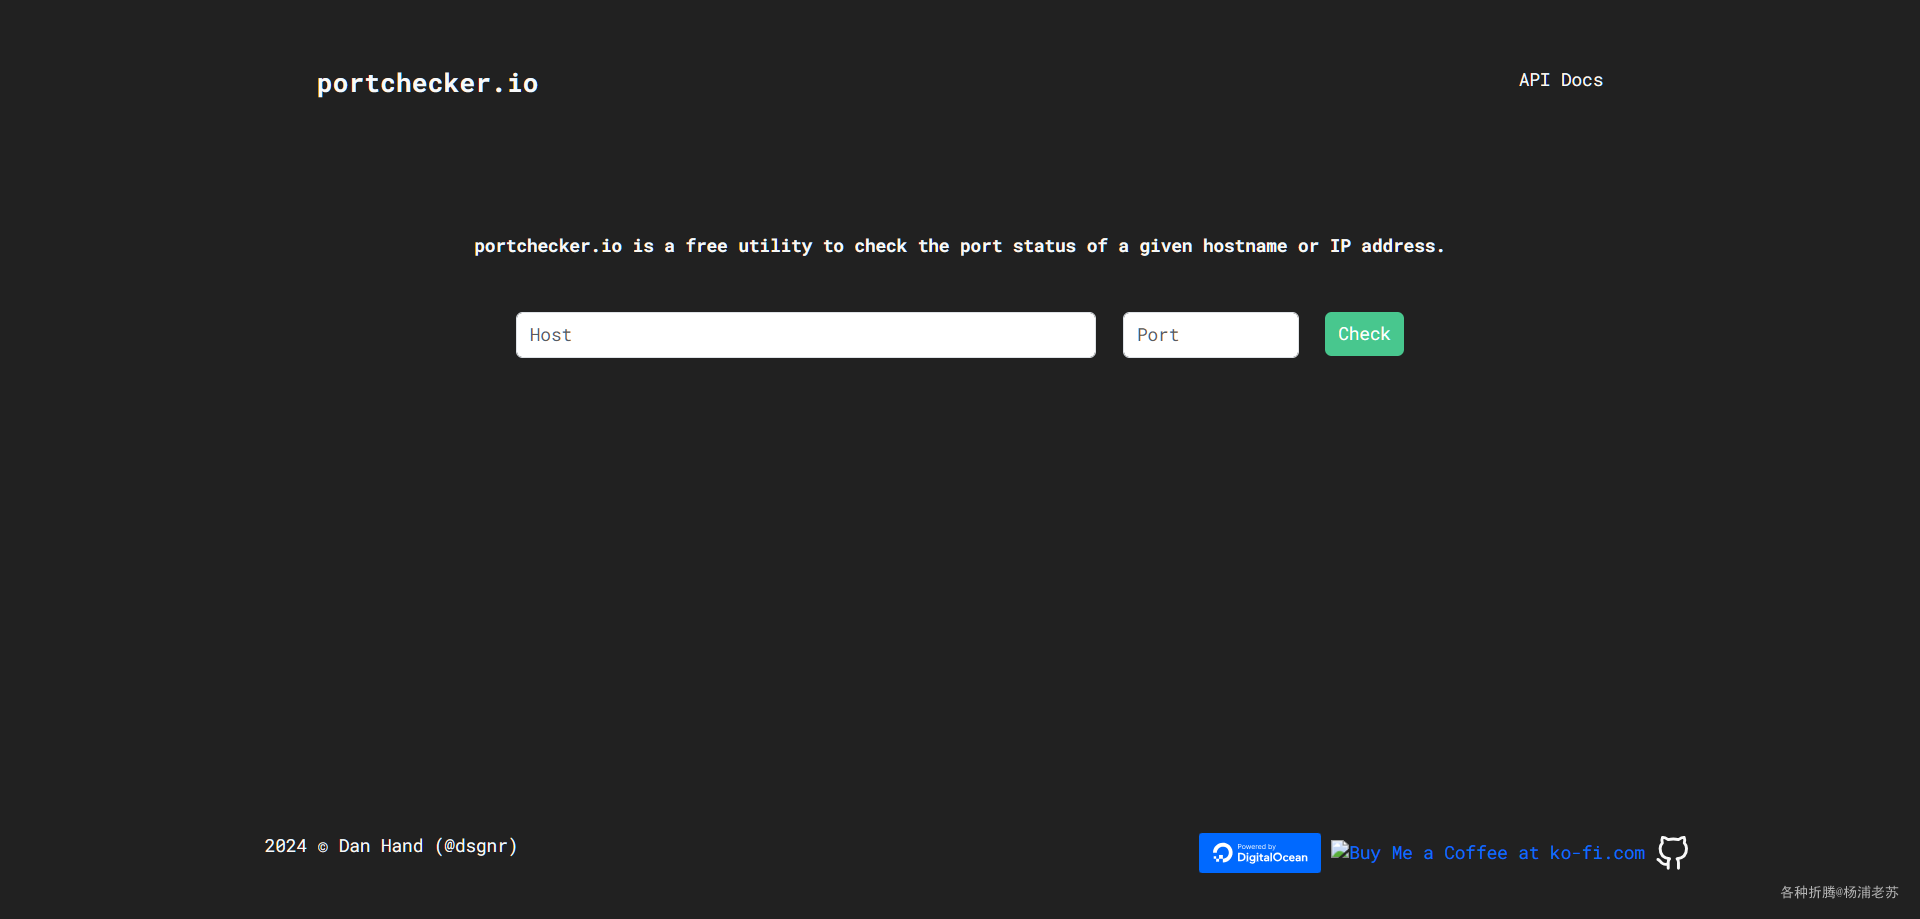 portchecker.io
API Docs
portchecker.io is a free utility to check the port status of a given hostname or IP address.
Host
Port
Check
2024 © Dan Hand (@dsgnr)
Powered by
DigitalOcean
Buy Me a Coffee at ko-fi.com
各种折腾@杨浦老苏